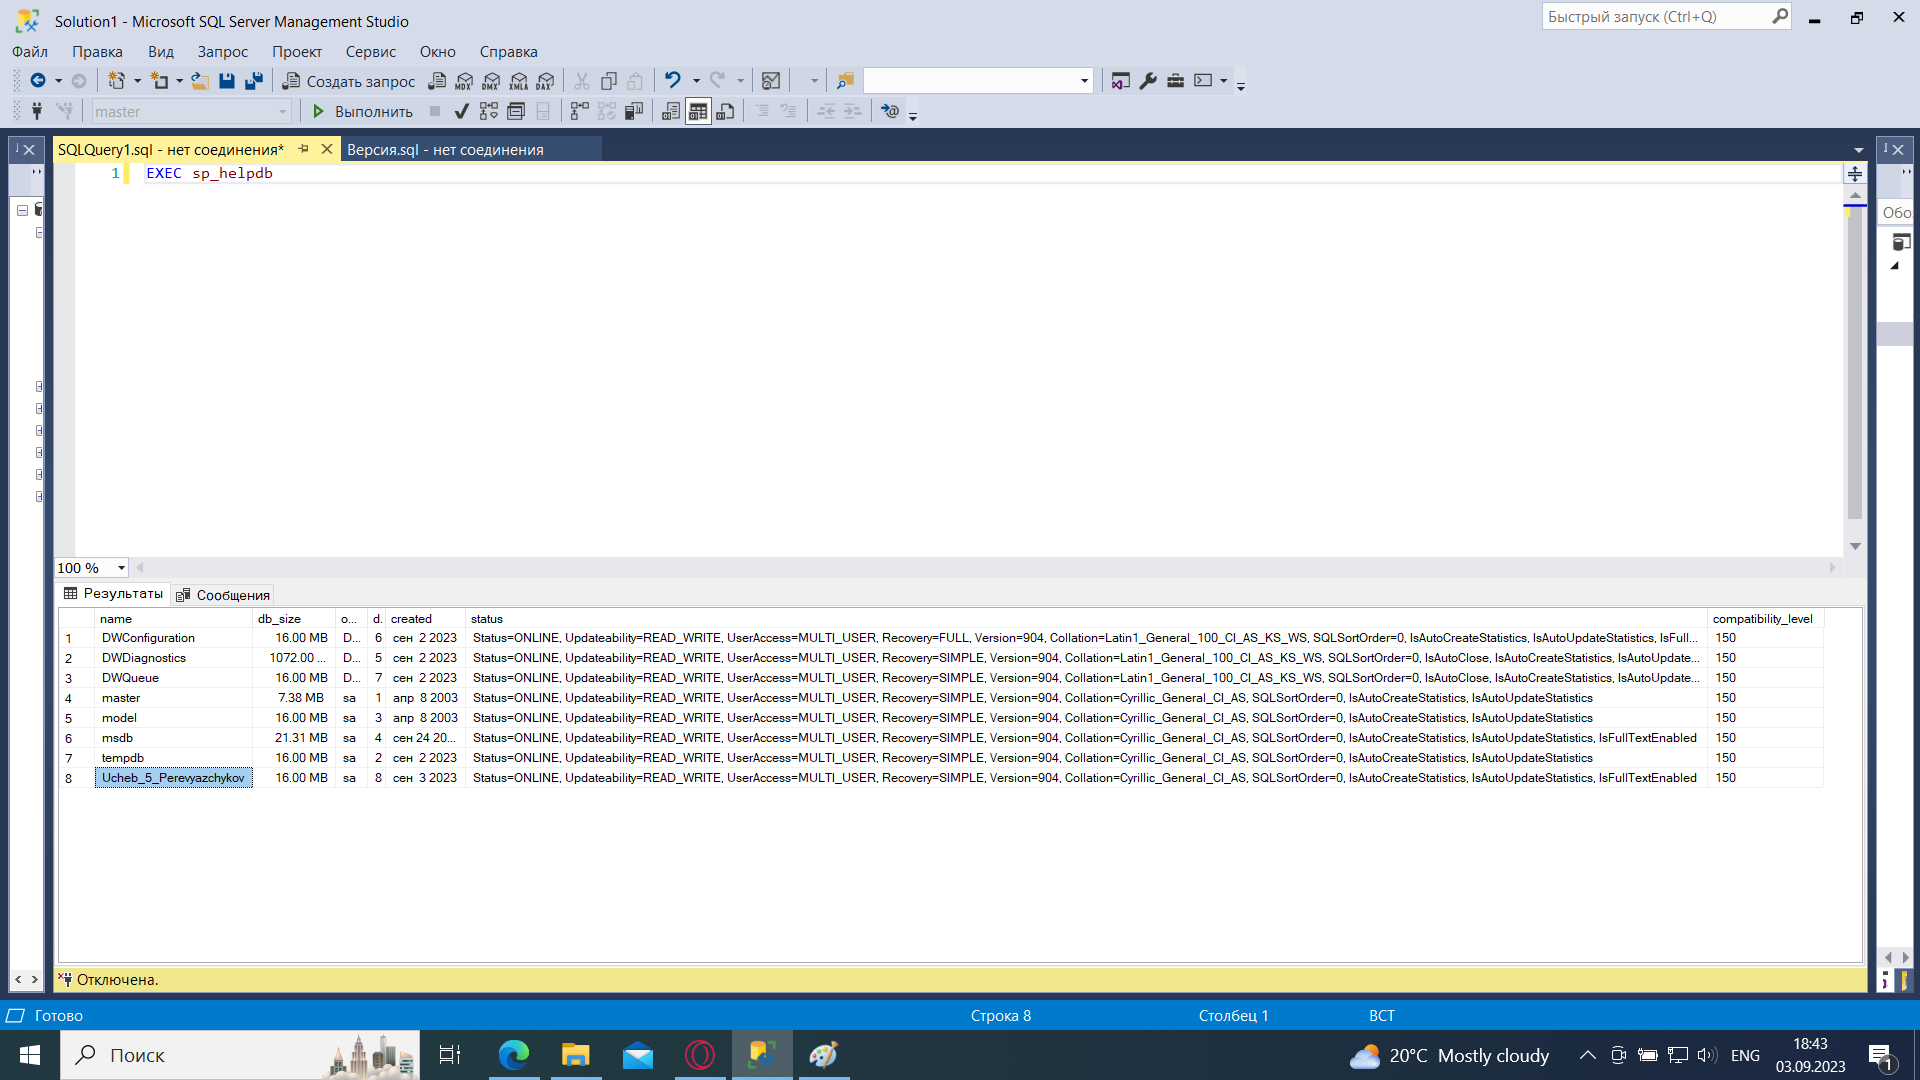 Solution1 - Microsoft SQL Server Management Studio
Быстрый запуск (Ctrl+Q)
Файл Правка Вид Запрос Проект Сервис Окно Справка
Создать запрос MDX DMX XMLA DAX
master Выполнить
SQLQuery1.sql - нет соединения* Версия.sql - нет соединения
1 EXEC sp_helpdb
Обо
100 %
Результаты Сообщения
name db_size o... d. created status compatibility_level
1 DWConfiguration 16.00 MB D... 6 сен 2 2023 Status=ONLINE, Updateability=READ_WRITE, UserAccess=MULTI_USER, Recovery=FULL, Version=904, Collation=Latin1_General_100_CI_AS_KS_WS, SQLSortOrder=0, IsAutoCreateStatistics, IsAutoUpdateStatistics, IsFull... 150
2 DWDiagnostics 1072.00 ... D... 5 сен 2 2023 Status=ONLINE, Updateability=READ_WRITE, UserAccess=MULTI_USER, Recovery=SIMPLE, Version=904, Collation=Latin1_General_100_CI_AS_KS_WS, SQLSortOrder=0, IsAutoClose, IsAutoCreateStatistics, IsAutoUpdate... 150
3 DWQueue 16.00 MB D... 7 сен 2 2023 Status=ONLINE, Updateability=READ_WRITE, UserAccess=MULTI_USER, Recovery=SIMPLE, Version=904, Collation=Latin1_General_100_CI_AS_KS_WS, SQLSortOrder=0, IsAutoClose, IsAutoCreateStatistics, IsAutoUpdate... 150
4 master 7.38 MB sa 1 апр 8 2003 Status=ONLINE, Updateability=READ_WRITE, UserAccess=MULTI_USER, Recovery=SIMPLE, Version=904, Collation=Cyrillic_General_CI_AS, SQLSortOrder=0, IsAutoCreateStatistics, IsAutoUpdateStatistics 150
5 model 16.00 MB sa 3 апр 8 2003 Status=ONLINE, Updateability=READ_WRITE, UserAccess=MULTI_USER, Recovery=SIMPLE, Version=904, Collation=Cyrillic_General_CI_AS, SQLSortOrder=0, IsAutoCreateStatistics, IsAutoUpdateStatistics 150
6 msdb 21.31 MB sa 4 сен 24 20... Status=ONLINE, Updateability=READ_WRITE, UserAccess=MULTI_USER, Recovery=SIMPLE, Version=904, Collation=Cyrillic_General_CI_AS, SQLSortOrder=0, IsAutoCreateStatistics, IsAutoUpdateStatistics, IsFullTextEnabled 150
7 tempdb 16.00 MB sa 2 сен 2 2023 Status=ONLINE, Updateability=READ_WRITE, UserAccess=MULTI_USER, Recovery=SIMPLE, Version=904, Collation=Cyrillic_General_CI_AS, SQLSortOrder=0, IsAutoCreateStatistics, IsAutoUpdateStatistics 150
8 Ucheb_5_Perevyazchykov 16.00 MB sa 8 сен 3 2023 Status=ONLINE, Updateability=READ_WRITE, UserAccess=MULTI_USER, Recovery=SIMPLE, Version=904, Collation=Cyrillic_General_CI_AS, SQLSortOrder=0, IsAutoCreateStatistics, IsAutoUpdateStatistics, IsFullTextEnabled 150
Отключена.
Готово Строка 8 Столбец 1 ВСТ
Поиск 20°C Mostly cloudy ENG 18:43
03.09.2023 1